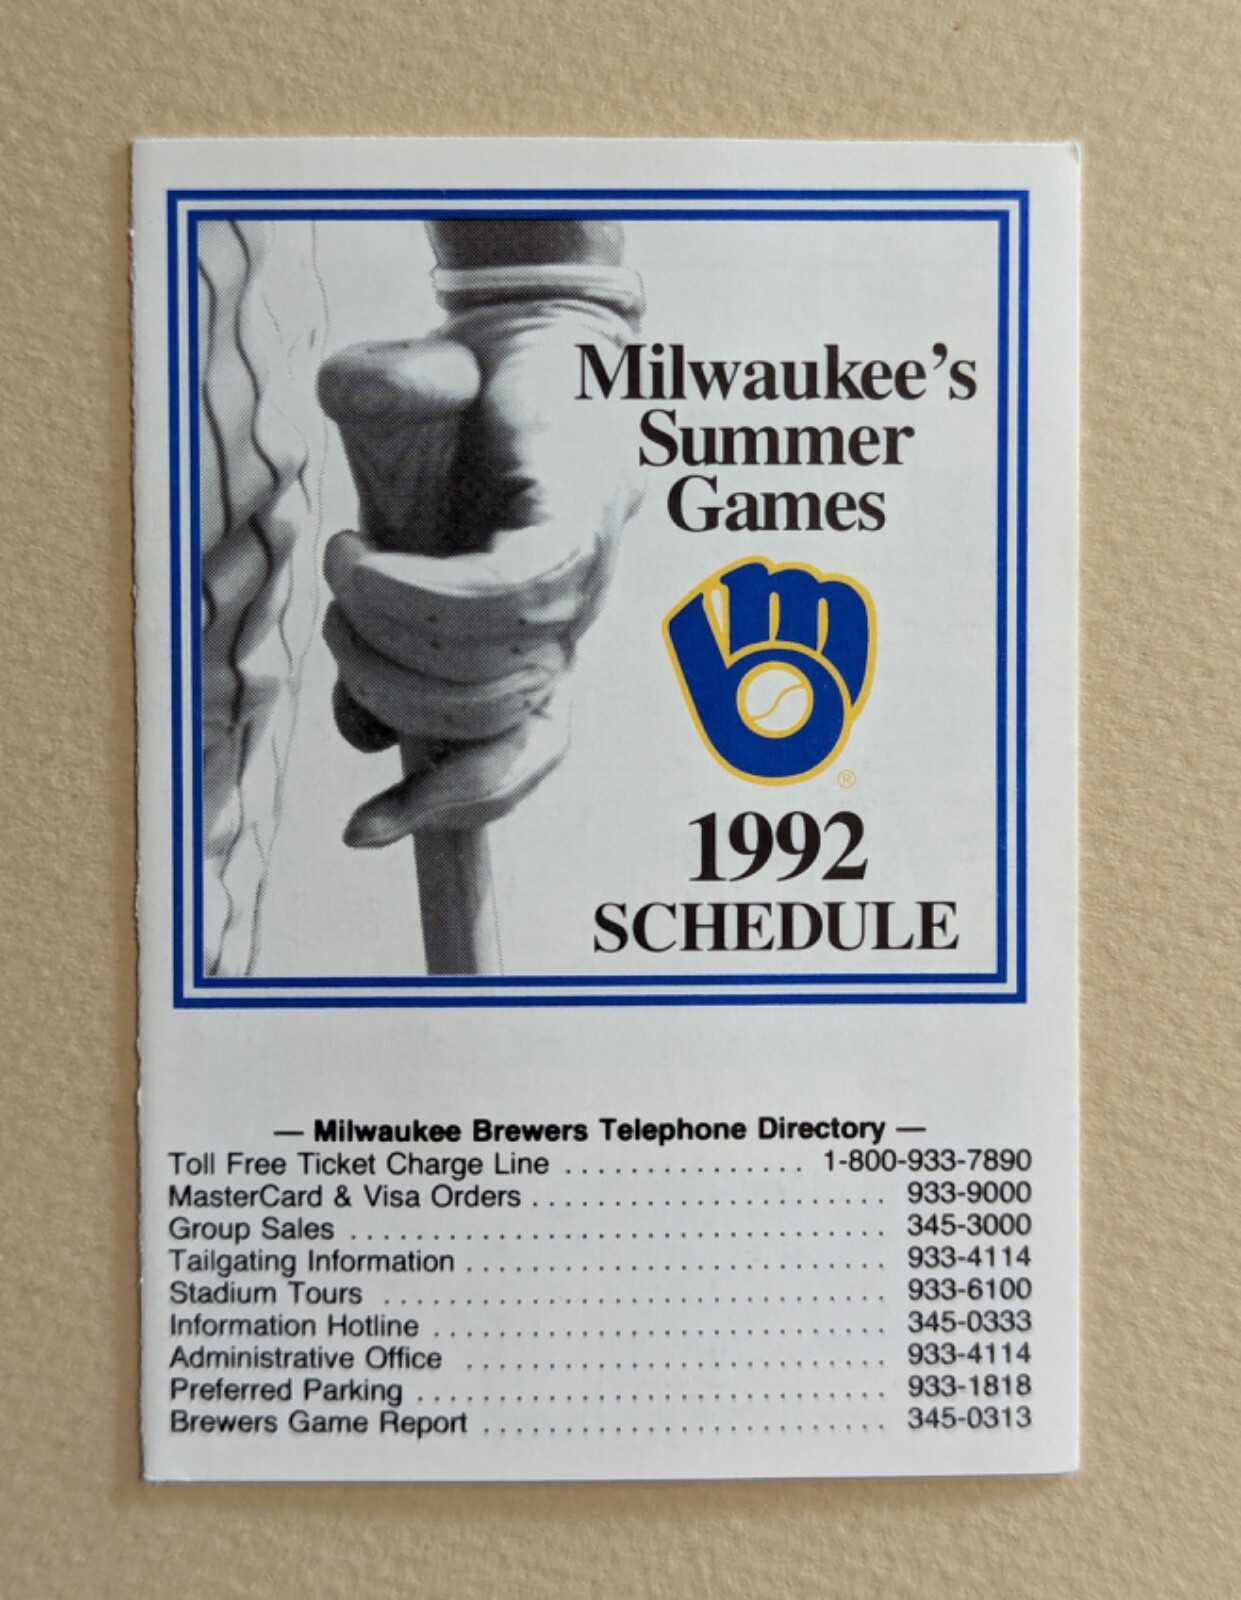 Milwaukee's
Summer
Games
®
1992
SCHEDULE
— Milwaukee Brewers Telephone Directory —
Toll Free Ticket Charge Line . . . . . . . . . . . . . . . 1-800-933-7890
MasterCard & Visa Orders . . . . . . . . . . . . . . . . . . . . . . . . . . . 933-9000
Group Sales . . . . . . . . . . . . . . . . . . . . . . . . . . . . . . . . . . 345-3000
Tailgating Information . . . . . . . . . . . . . . . . . . . . . . . . . . . . . 933-4114
Stadium Tours . . . . . . . . . . . . . . . . . . . . . . . . . . . . . . . . 933-6100
Information Hotline . . . . . . . . . . . . . . . . . . . . . . . . . . . . . 345-0333
Administrative Office . . . . . . . . . . . . . . . . . . . . . . . . . . . 933-4114
Preferred Parking . . . . . . . . . . . . . . . . . . . . . . . . . . . . . . 933-1818
Brewers Game Report . . . . . . . . . . . . . . . . . . . . . . . . . 345-0313